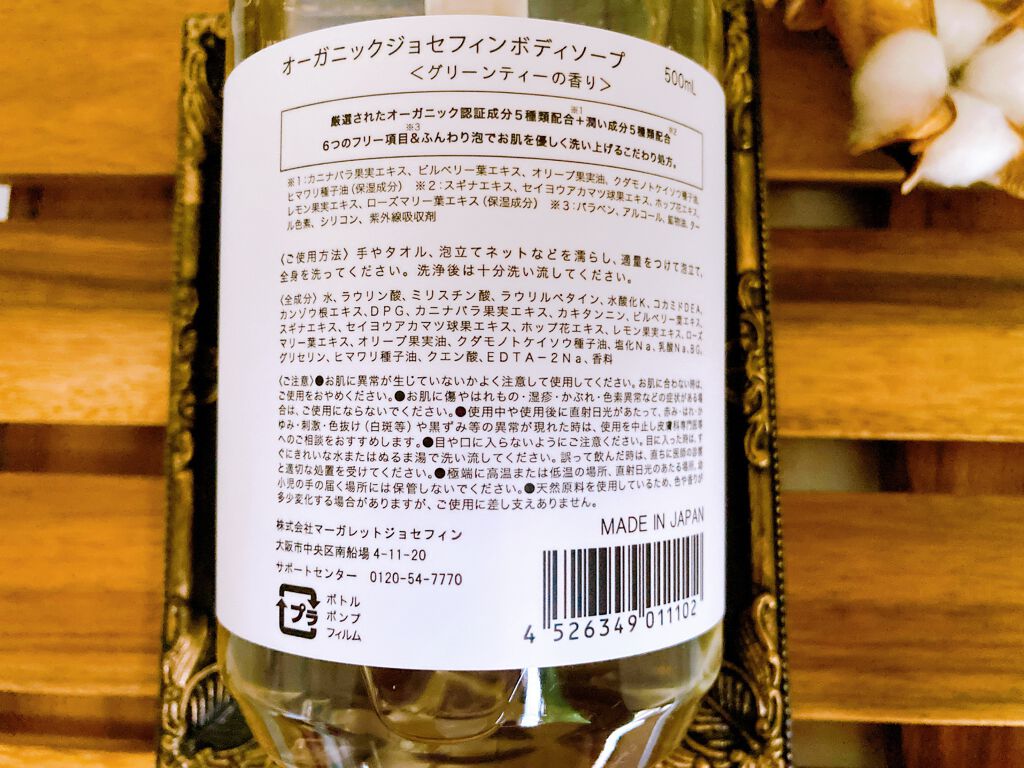 オーガニックジョセフィンボディソープ
＜グリーンティーの香り＞ 500mL
厳選されたオーガニック認証成分5種類配合※1＋潤い成分5種類配合※2
6つのフリー項目※3＆ふんわり泡でお肌を優しく洗い上げるこだわり処方。
※1：カニナバラ果実エキス、ビルベリー葉エキス、オリーブ果実油、クダモノトケイソウ種子油、
ヒマワリ種子油（保湿成分） ※2：スギナエキス、セイヨウアカマツ球果エキス、ホップ花エキス、
レモン果実エキス、ローズマリー葉エキス（保湿成分） ※3：パラベン、アルコール、鉱物油、ター
ル色素、シリコン、紫外線吸収剤
〈ご使用方法〉手やタオル、泡立てネットなどを濡らし、適量をつけて泡立て、
全身を洗ってください。洗浄後は十分洗い流してください。
〈全成分〉水、ラウリン酸、ミリスチン酸、ラウリルベタイン、水酸化K、コカミドDEA、
カンゾウ根エキス、DPG、カニナバラ果実エキス、カキタンニン、ビルベリー葉エキス、
スギナエキス、セイヨウアカマツ球果エキス、ホップ花エキス、レモン果実エキス、ローズ
マリー葉エキス、オリーブ果実油、クダモノトケイソウ種子油、塩化Na、乳酸Na、BG、
グリセリン、ヒマワリ種子油、クエン酸、EDTA－2Na、香料
〈ご注意〉●お肌に異常が生じていないかよく注意して使用してください。お肌に合わない時は、
ご使用をおやめください。●お肌に傷やはれもの・湿疹・かぶれ・色素異常などの症状がある場
合は、ご使用にならないでください。●使用中や使用後に直射日光があたって、赤み・はれ・か
ゆみ・刺激・色抜け（白斑等）や黒ずみ等の異常が現れた時は、使用を中止し皮膚科専門医等
へのご相談をおすすめします。●目や口に入らないようにご注意ください。目に入った時は、す
ぐにきれいな水またはぬるま湯で洗い流してください。誤って飲んだ時は、直ちに医師の診察
と適切な処置を受けてください。●極端に高温または低温の場所、直射日光のあたる場所、幼
小児の手の届く場所には保管しないでください。●天然原料を使用しているため、色や香りが
多少変化する場合がありますが、ご使用に差し支えありません。
株式会社マーガレットジョセフィン
大阪市中央区南船場 4-11-20
サポートセンター 0120-54-7770
MADE IN JAPAN
プラ
ボトル
ポンプ
フィルム
4 526349 011102